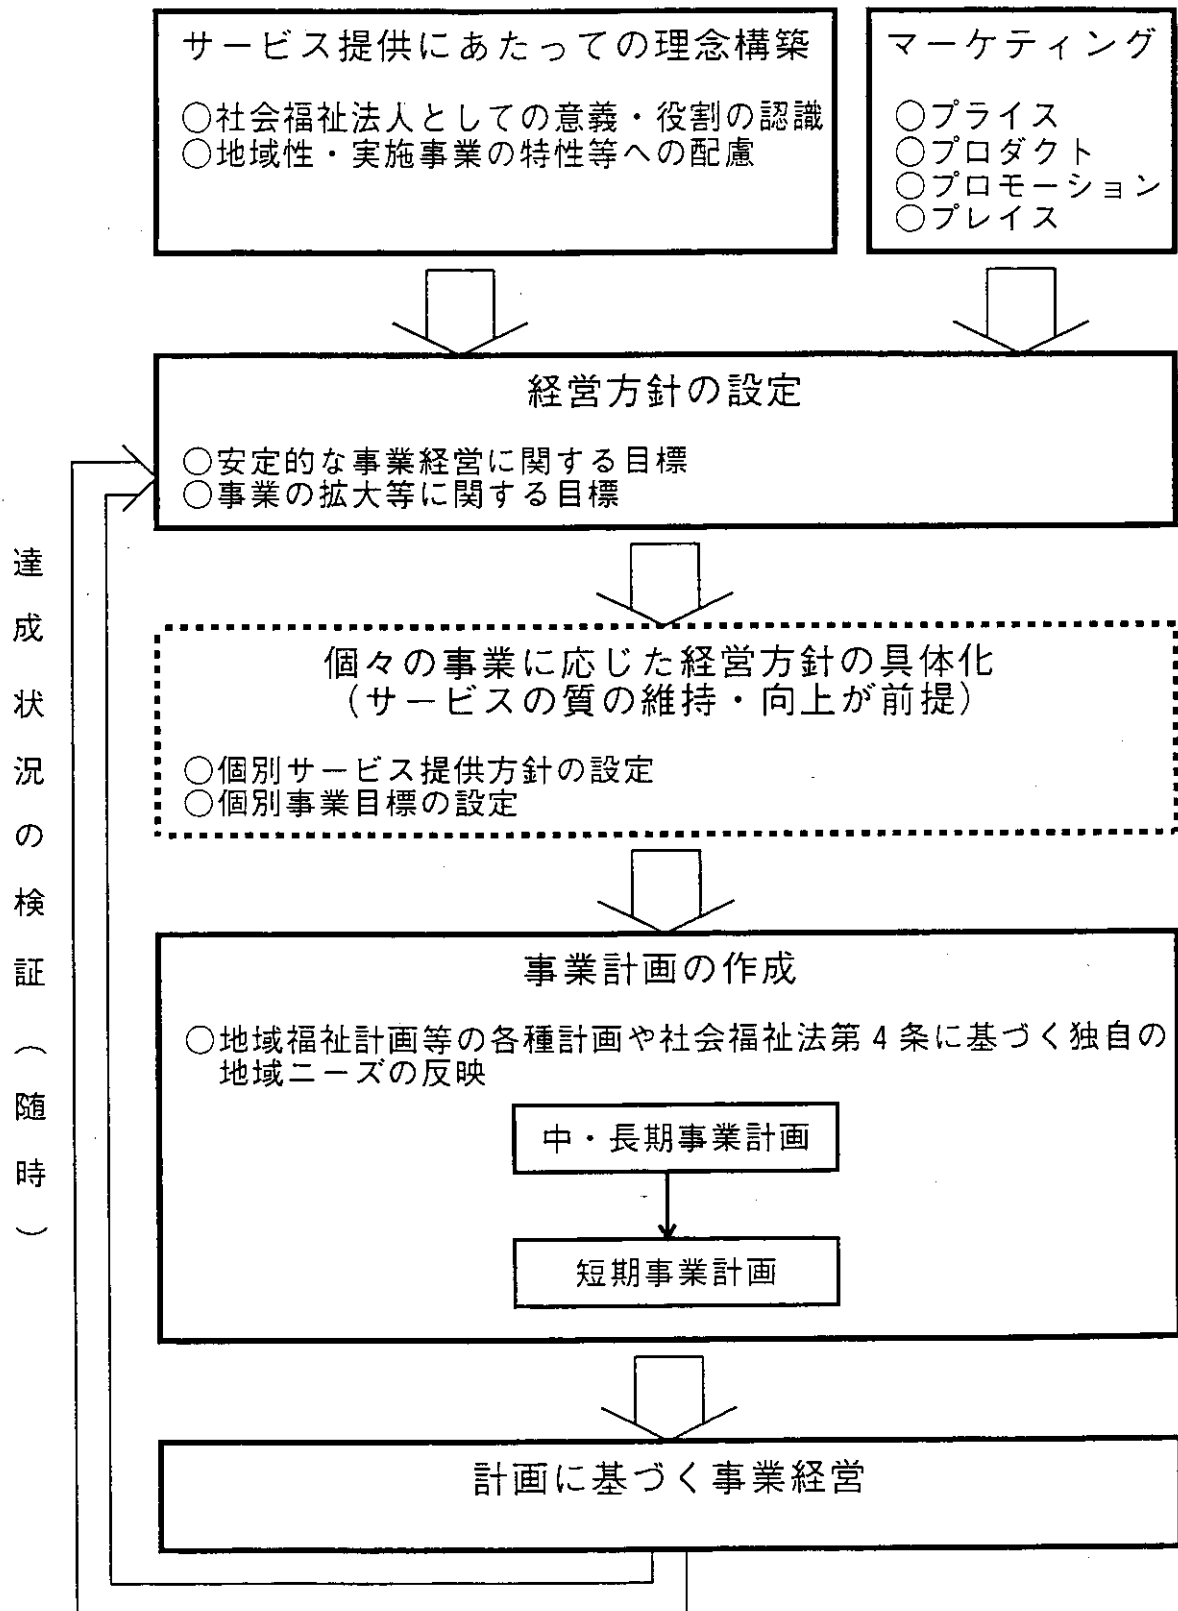 サービス提供にあたっての理念構築
○社会福祉法人としての意義・役割の認識
○地域性・実施事業の特性等への配慮
マーケティング
○プライス
○プロダクト
○プロモーション
○プレイス
経営方針の設定
○安定的な事業経営に関する目標
○事業の拡大等に関する目標
個々の事業に応じた経営方針の具体化
（サービスの質の維持・向上が前提）
○個別サービス提供方針の設定
○個別事業目標の設定
事業計画の作成
○地域福祉計画等の各種計画や社会福祉法第４条に基づく独自の
地域ニーズの反映
中・長期事業計画
短期事業計画
計画に基づく事業経営
達成状況の検証（随時）